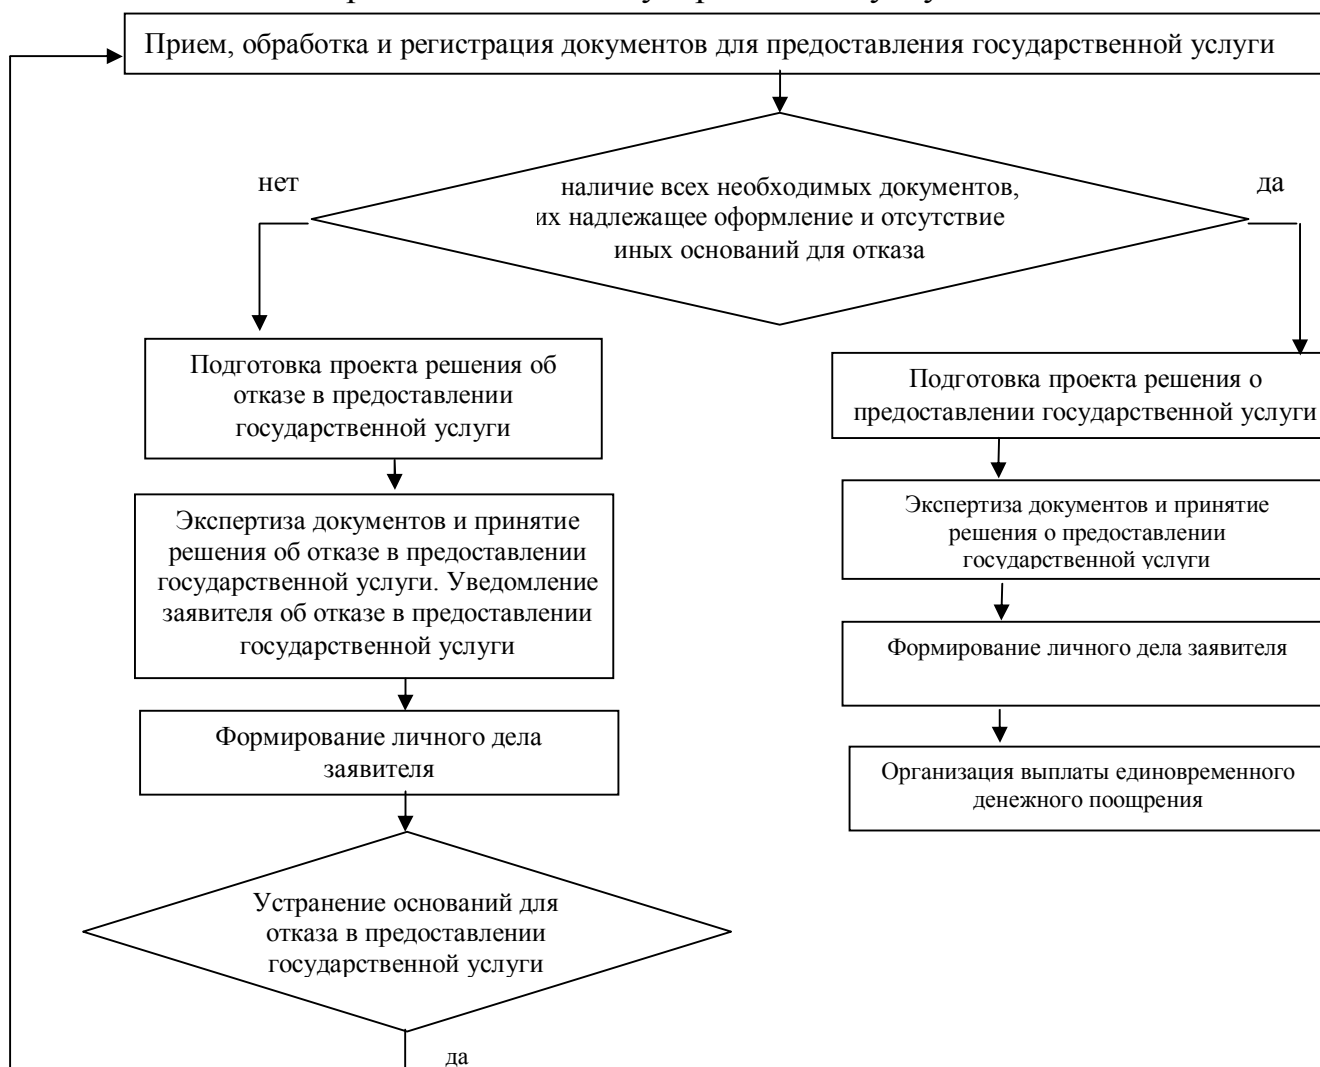 Прием, обработка и регистрация документов для предоставления государственной услуги
нет
да
наличие всех необходимых документов,
их надлежащее оформление и отсутствие
иных оснований для отказа
Подготовка проекта решения об
отказе в предоставлении
государственной услуги
Подготовка проекта решения о
предоставлении государственной услуги
Экспертиза документов и принятие
решения об отказе в предоставлении
государственной услуги. Уведомление
заявителя об отказе в предоставлении
государственной услуги
Экспертиза документов и принятие
решения о предоставлении
государственной услуги
Формирование личного дела заявителя
Формирование личного дела
заявителя
Организация выплаты единовременного
денежного поощрения
Устранение оснований для
отказа в предоставлении
государственной услуги
да